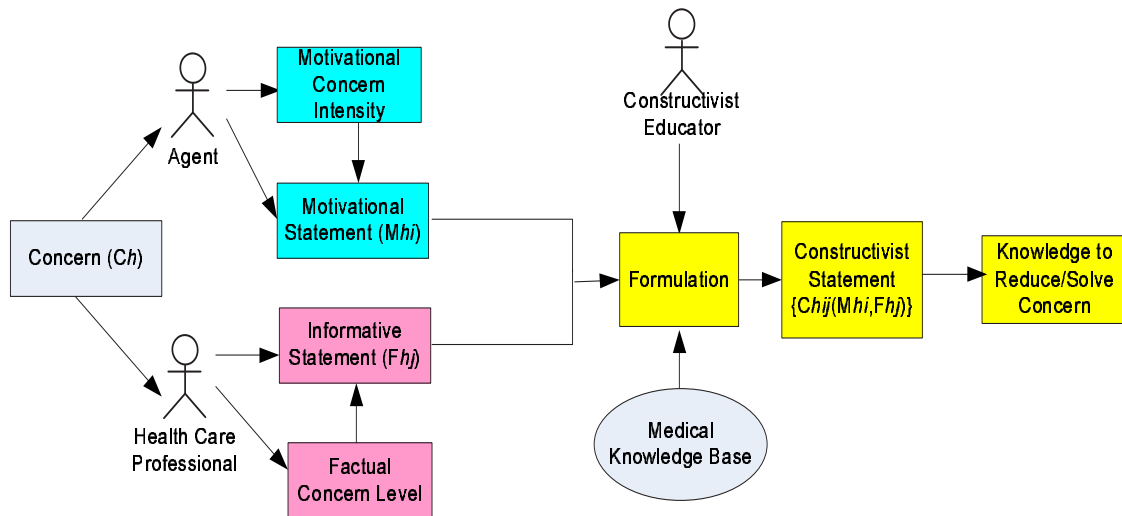 Motivational
Concern
Intensity
Agent
Motivational
Statement (Mhi)
Concern (Ch)
Informative
Statement (Fhj)
Health Care
Professional
Factual
Concern Level
Constructivist
Educator
Formulation
Medical
Knowledge Base
Constructivist
Statement
{Chij(Mhi,Fhj)}
Knowledge to
Reduce/Solve
Concern